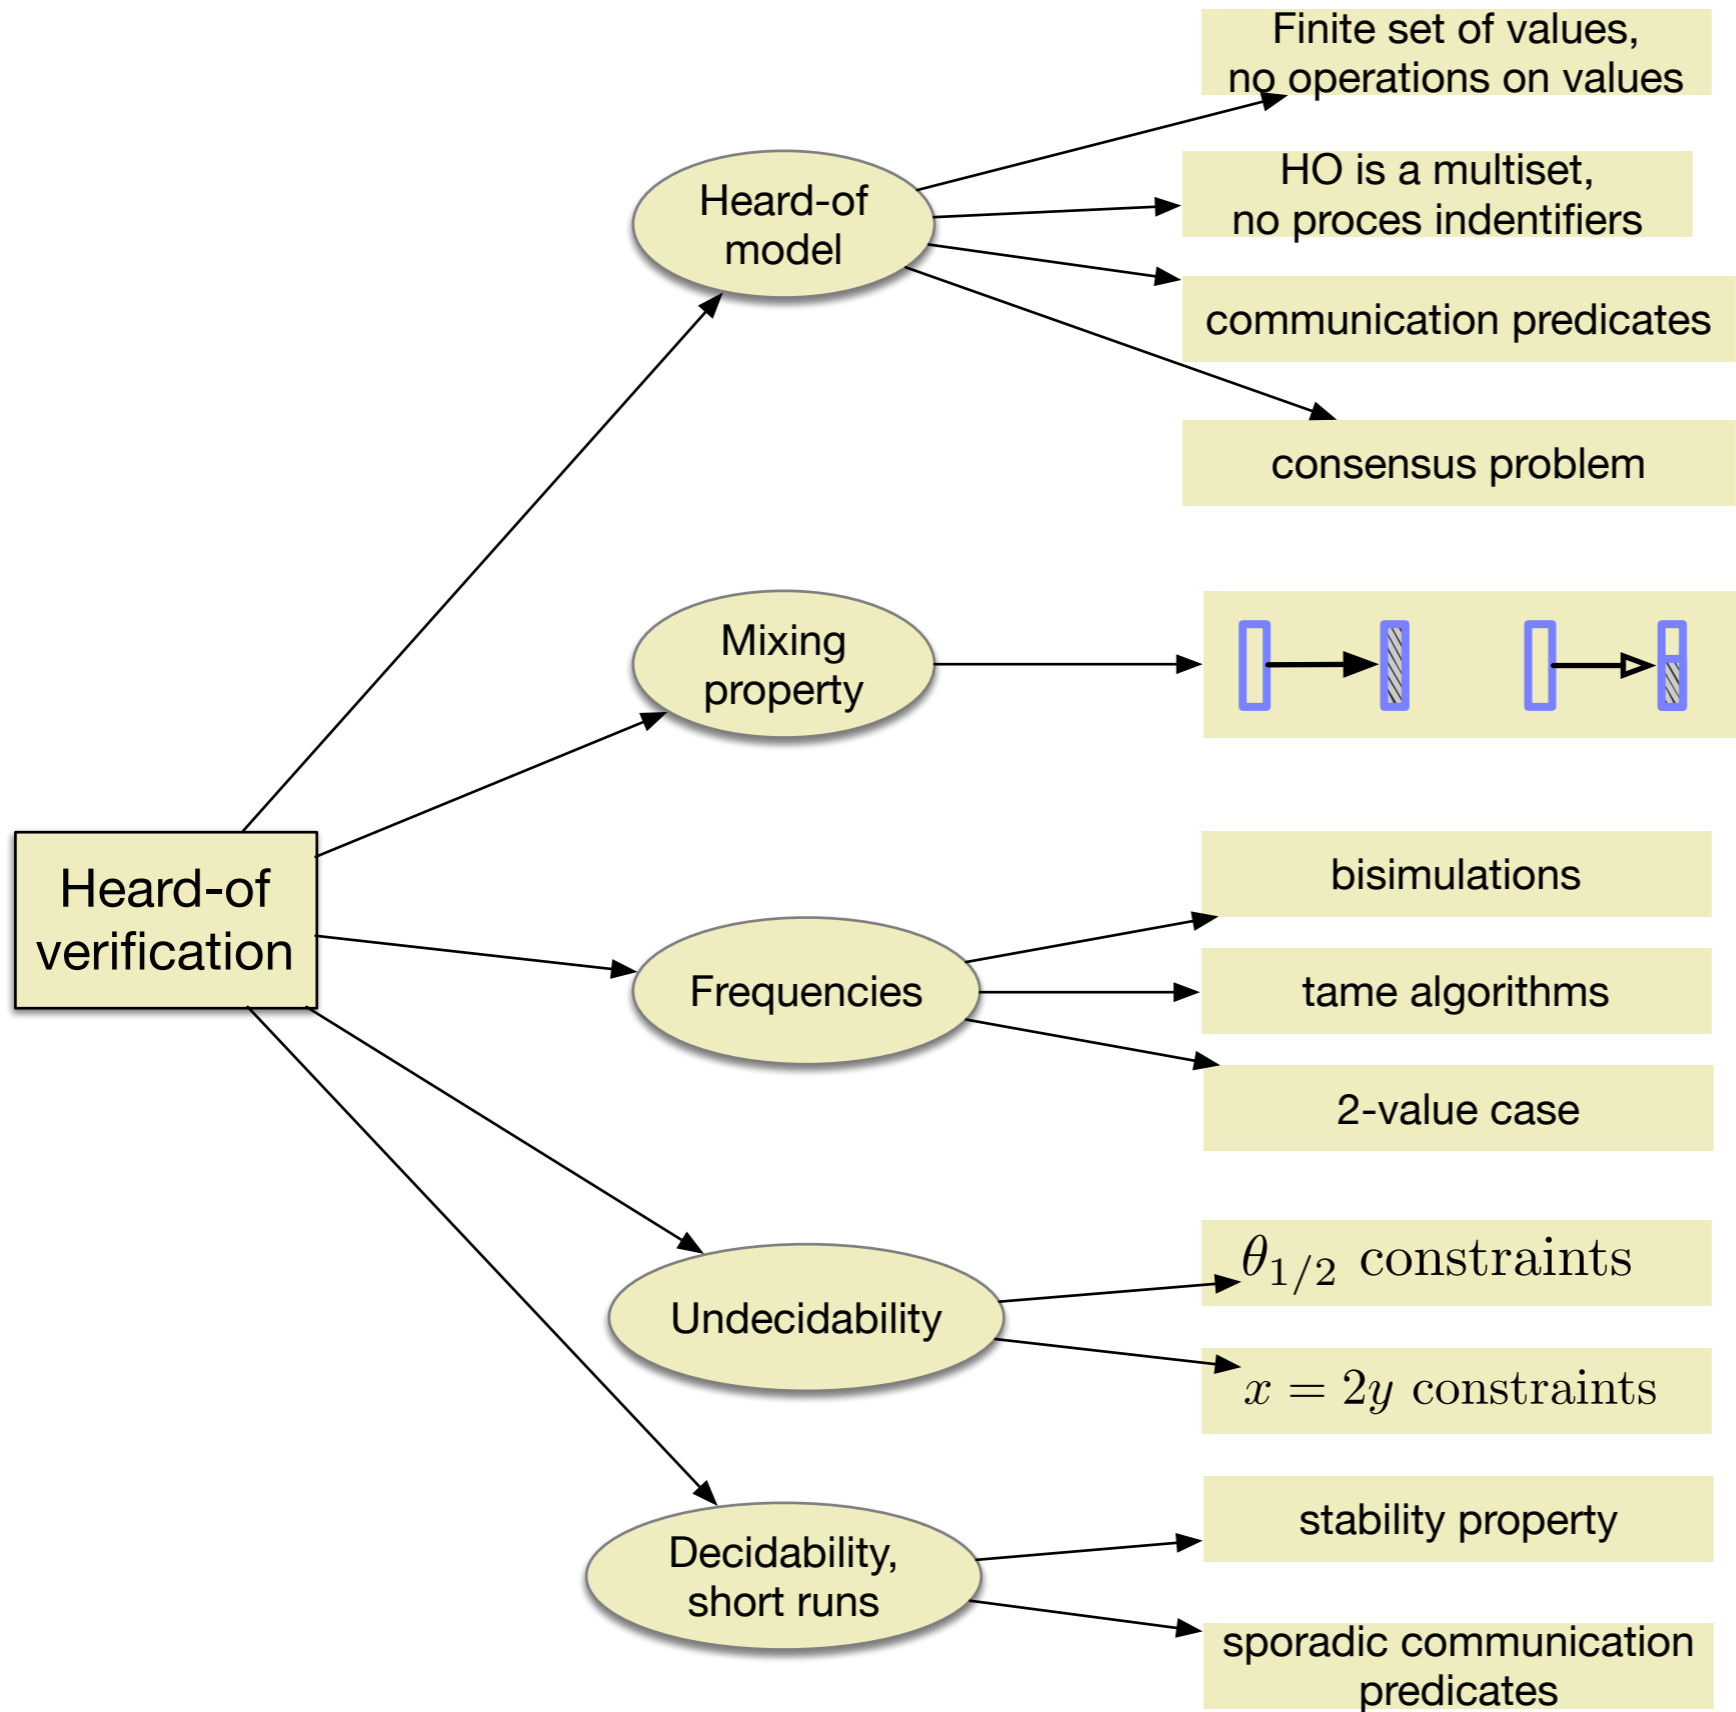 Finite set of values,
no operations on values
Heard-of
model
HO is a multiset,
no proces indentifiers
communication predicates
consensus problem
Mixing
property
Heard-of
verification
bisimulations
Frequencies
tame algorithms
2-value case
Undecidability
θ_{1/2} constraints
x = 2y constraints
Decidability,
short runs
stability property
sporadic communication
predicates